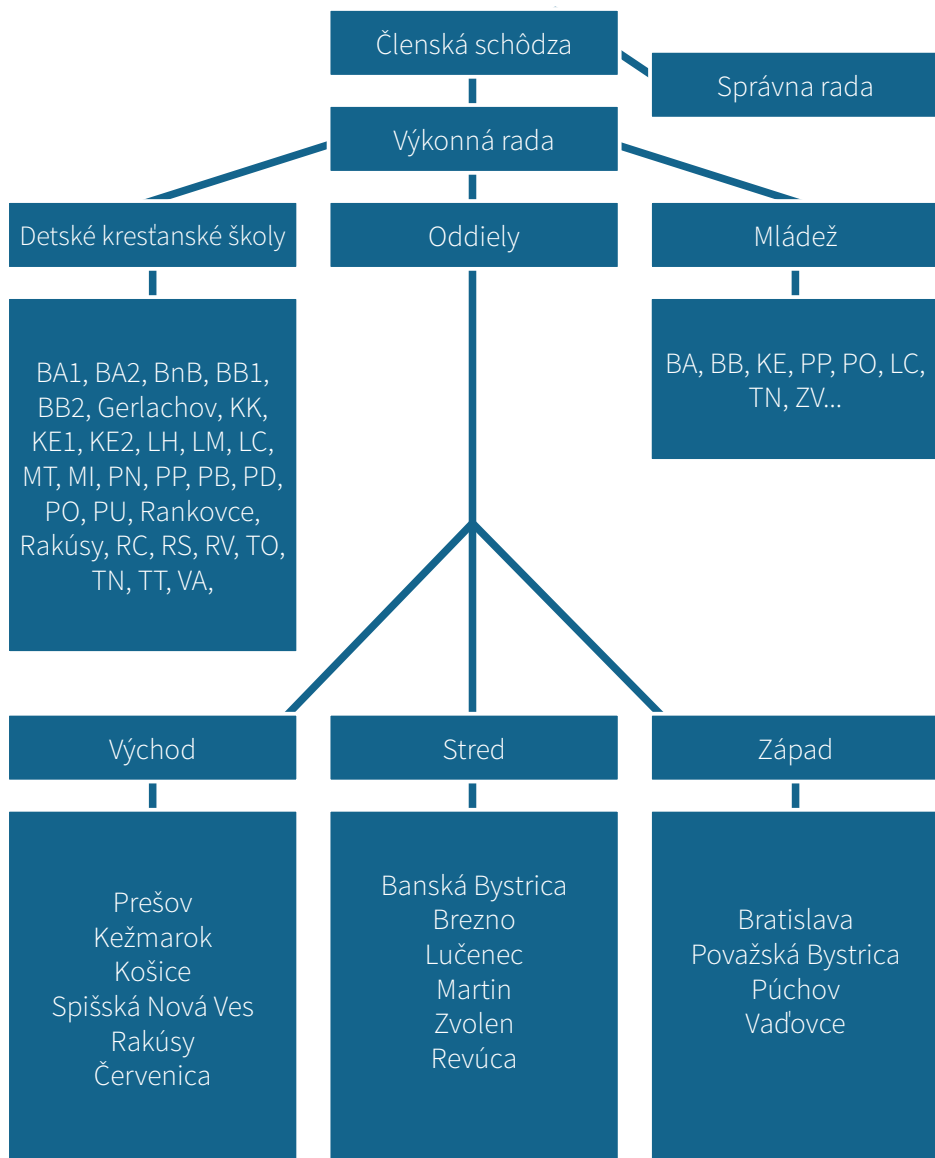 Členská schôdza
Správna rada
Výkonná rada
Detské kresťanské školy
Oddiely
Mládež
BA1, BA2, BnB, BB1,
BB2, Gerlachov, KK,
KE1, KE2, LH, LM, LC,
MT, MI, PN, PP, PB, PD,
PO, PU, Rankovce,
Rakúsy, RC, RS, RV, TO,
TN, TT, VA,
BA, BB, KE, PP, PO, LC,
TN, ZV...
Východ
Stred
Západ
Prešov
Kežmarok
Košice
Spišská Nová Ves
Rakúsy
Červenica
Banská Bystrica
Brezno
Lučenec
Martin
Zvolen
Revúca
Bratislava
Považská Bystrica
Púchov
Vaďovce